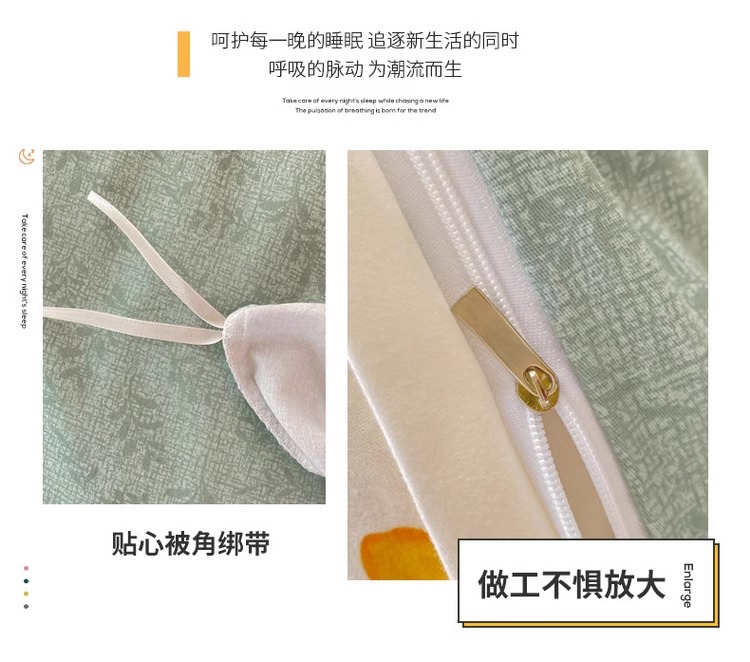 呵护每一晚的睡眠 追逐新生活的同时
呼吸的脉动 为潮流而生
Take care of every night's sleep while chasing a new life
The pulsation of breathing is born for the trend
Take care of every night's sleep
贴心被角绑带
做工不惧放大
Enlarge